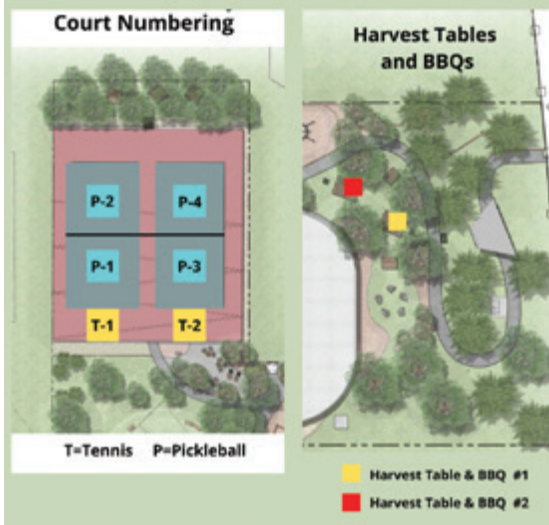 Court Numbering
P-2 P-4
P-1 P-3
T-1 T-2
T=Tennis P=Pickleball
Harvest Tables
and BBQs
Harvest Table & BBQ #1
Harvest Table & BBQ #2